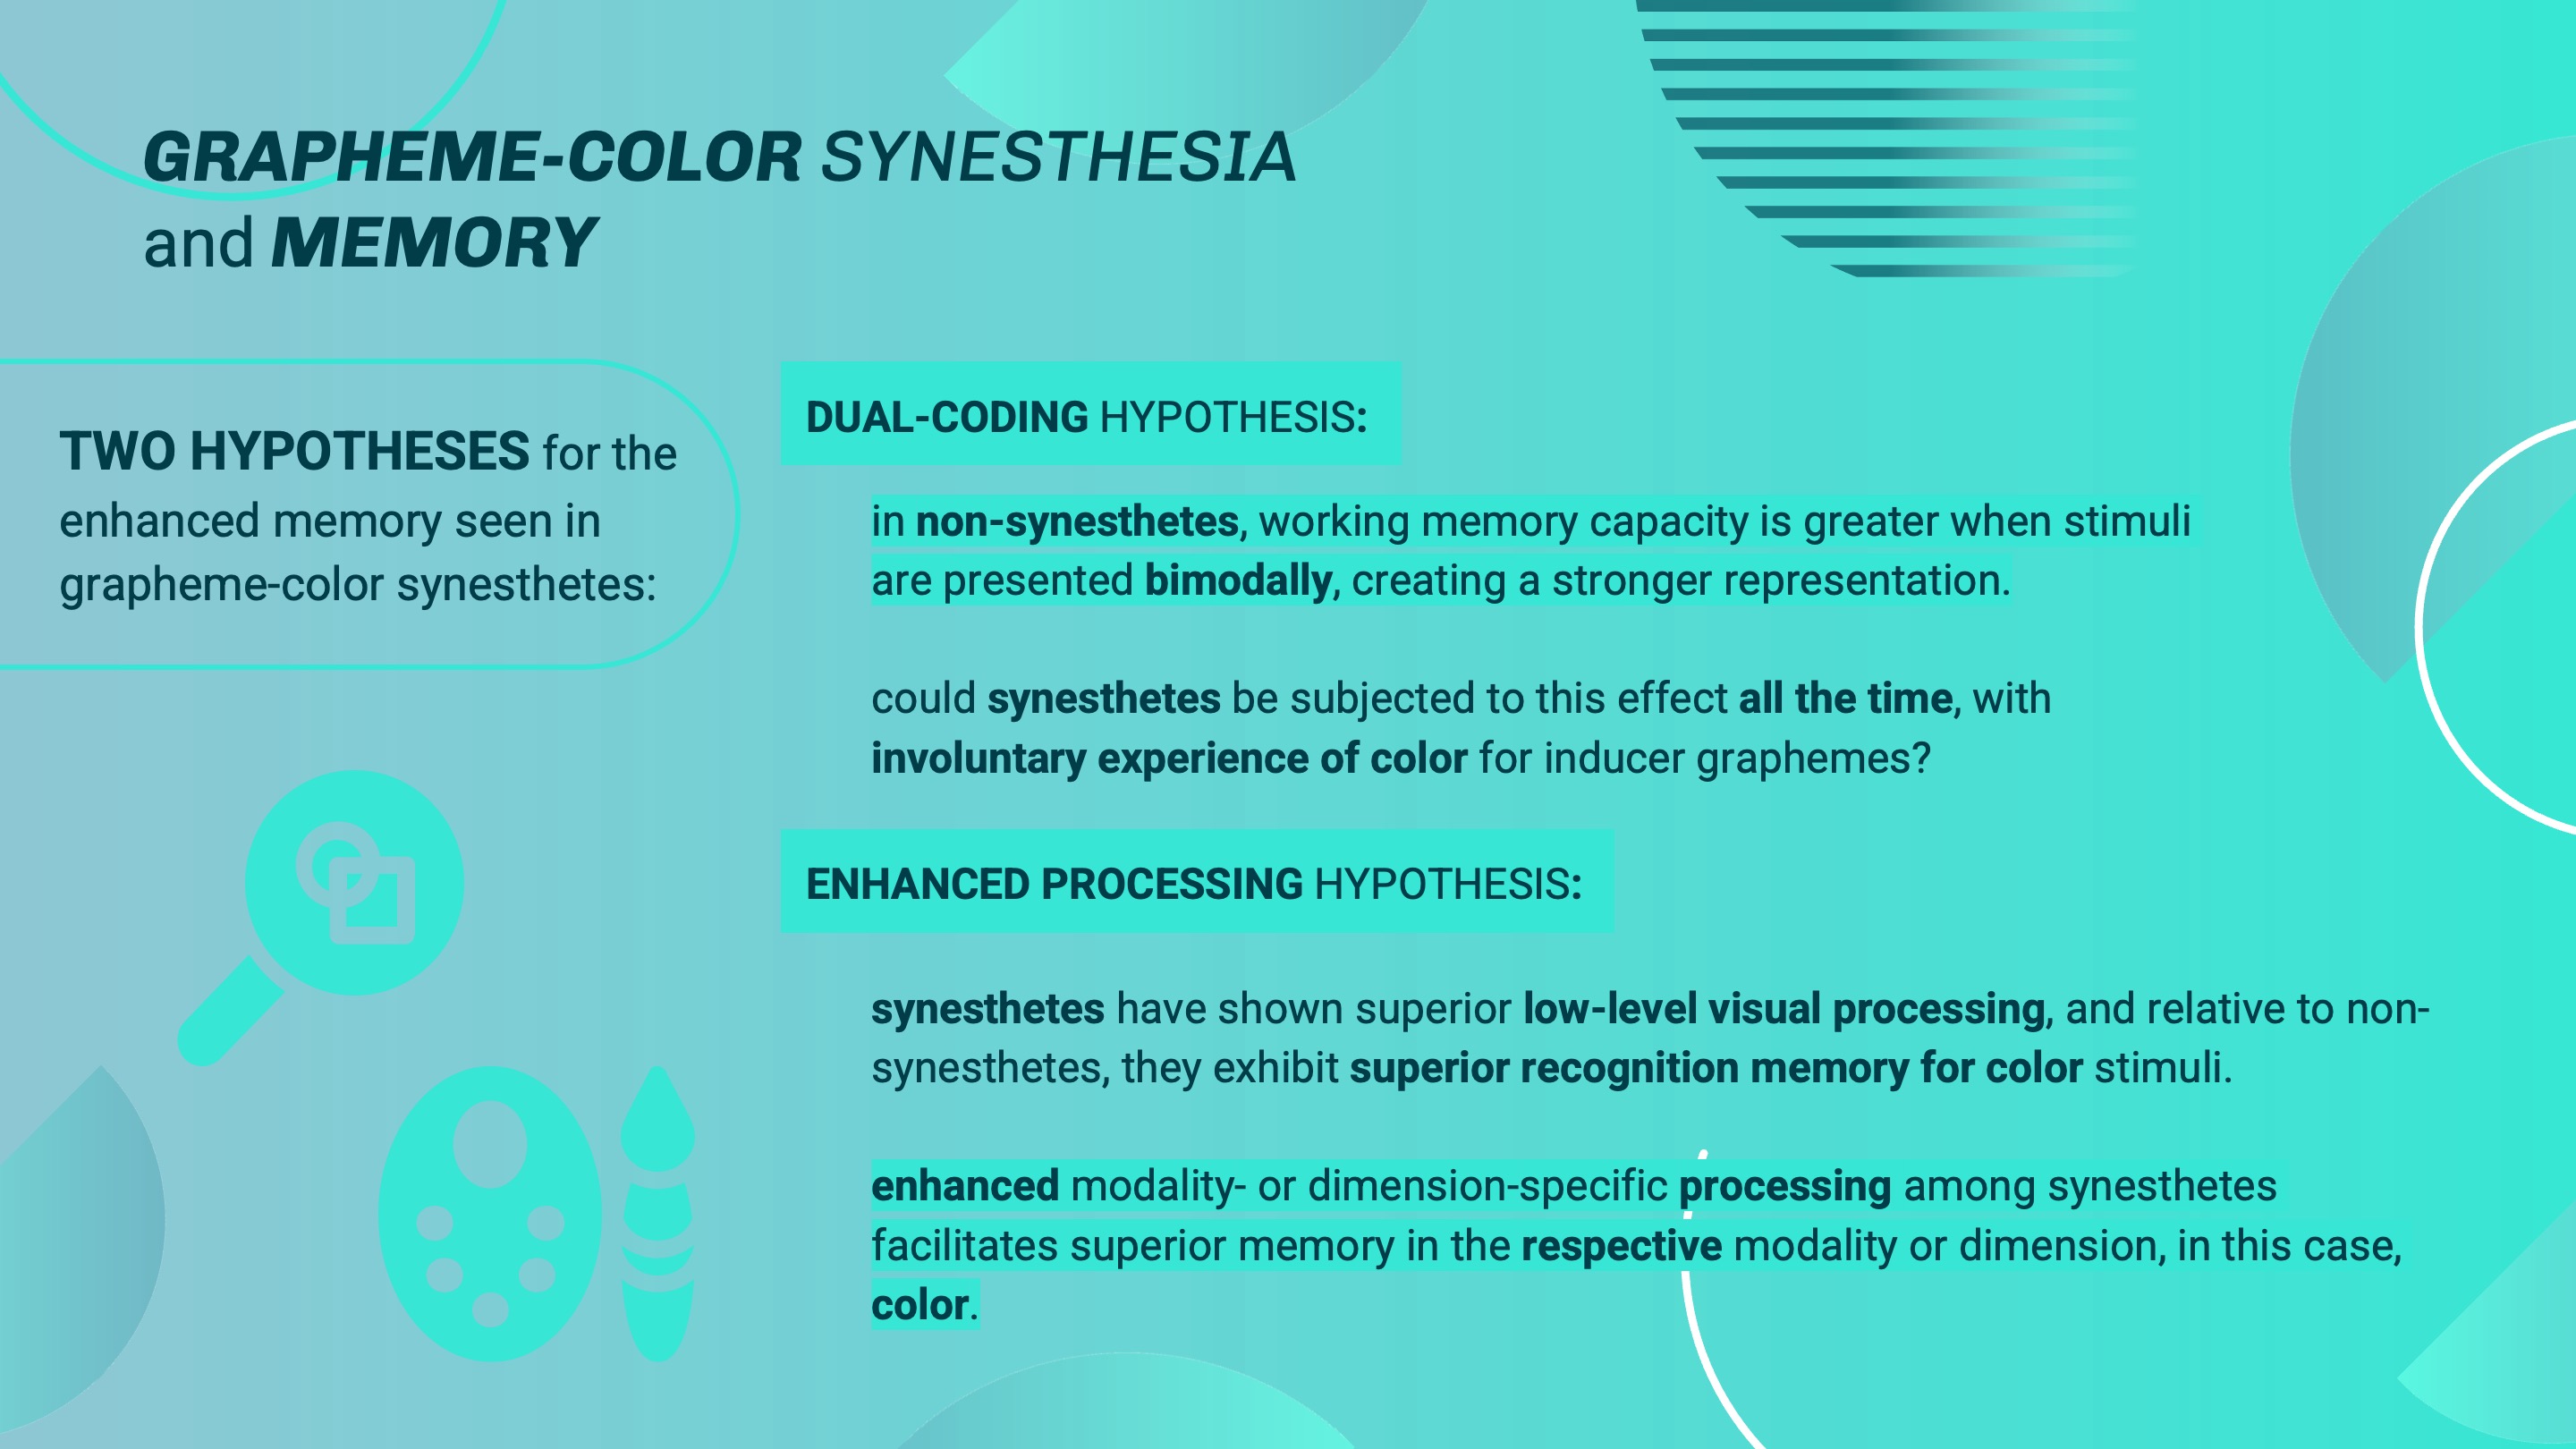 GRAPHEME-COLOR SYNESTHESIA
and MEMORY
TWO HYPOTHESES for the
enhanced memory seen in
grapheme-color synesthetes:
DUAL-CODING HYPOTHESIS:
in non-synesthetes, working memory capacity is greater when stimuli
are presented bimodally, creating a stronger representation.
could synesthetes be subjected to this effect all the time, with
involuntary experience of color for inducer graphemes?
ENHANCED PROCESSING HYPOTHESIS:
synesthetes have shown superior low-level visual processing, and relative to non-
synesthetes, they exhibit superior recognition memory for color stimuli.
enhanced modality- or dimension-specific processing among synesthetes
facilitates superior memory in the respective modality or dimension, in this case,
color.